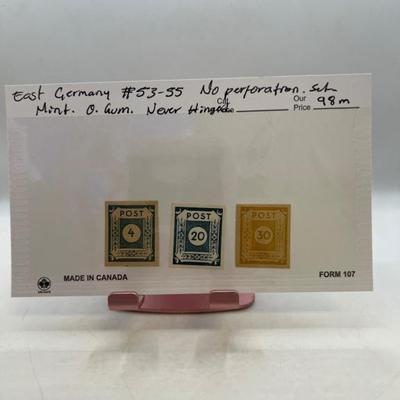 East Germany #53-55 No perforation. Set
Mint. O. Gum. Never Hinged
Cat.
Price
Our
Price 98m
POST
4
POST
20
POST
30
MADE IN CANADA
FORM 107